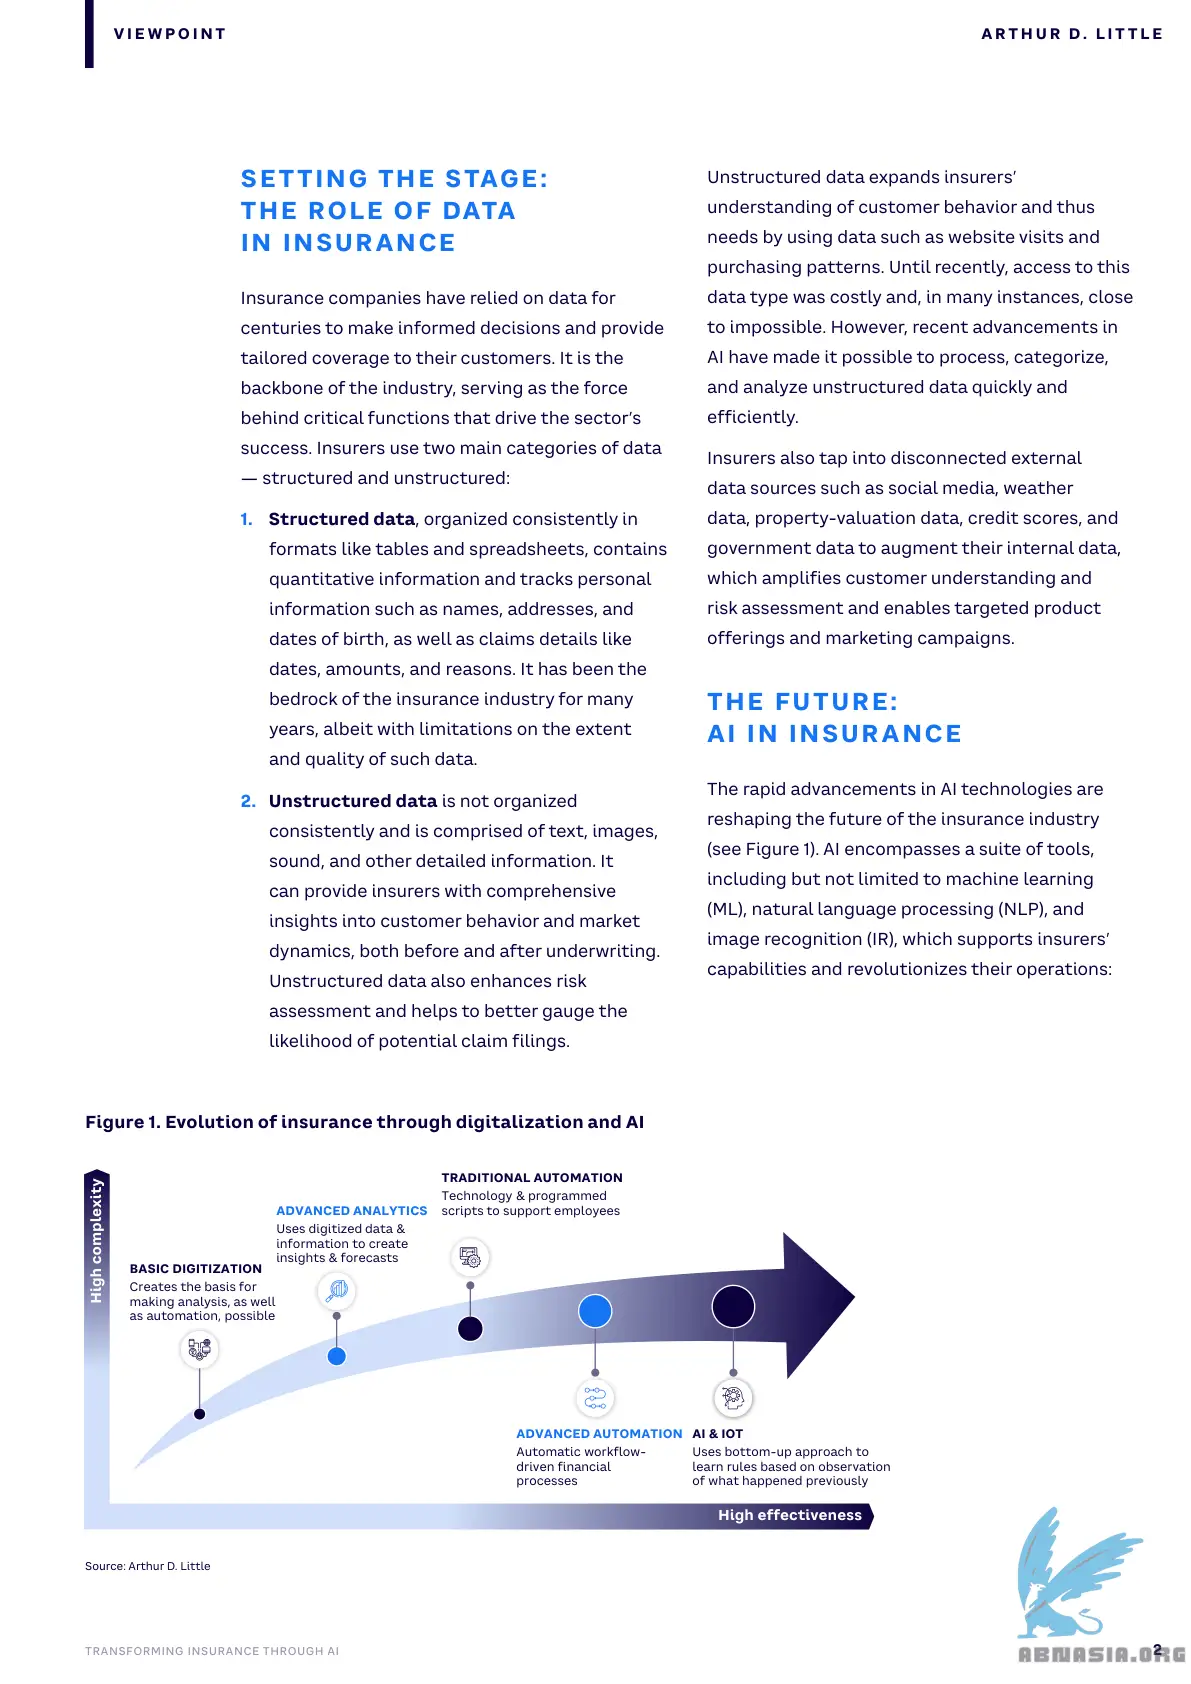 VIEWPOINT
ARTHUR D. LITTLE
SETTING THE STAGE:
THE ROLE OF DATA
IN INSURANCE
Insurance companies have relied on data for
centuries to make informed decisions and provide
tailored coverage to their customers. It is the
backbone of the industry, serving as the force
behind critical functions that drive the sector's
success. Insurers use two main categories of data
— structured and unstructured:
1. Structured data, organized consistently in
formats like tables and spreadsheets, contains
quantitative information and tracks personal
information such as names, addresses, and
dates of birth, as well as claims details like
dates, amounts, and reasons. It has been the
bedrock of the insurance industry for many
years, albeit with limitations on the extent
and quality of such data.
2. Unstructured data is not organized
consistently and is comprised of text, images,
sound, and other detailed information. It
can provide insurers with comprehensive
insights into customer behavior and market
dynamics, both before and after underwriting.
Unstructured data also enhances risk
assessment and helps to better gauge the
likelihood of potential claim filings.
Unstructured data expands insurers'
understanding of customer behavior and thus
needs by using data such as website visits and
purchasing patterns. Until recently, access to this
data type was costly and, in many instances, close
to impossible. However, recent advancements in
AI have made it possible to process, categorize,
and analyze unstructured data quickly and
efficiently.
Insurers also tap into disconnected external
data sources such as social media, weather
data, property-valuation data, credit scores, and
government data to augment their internal data,
which amplifies customer understanding and
risk assessment and enables targeted product
offerings and marketing campaigns.
THE FUTURE:
AI IN INSURANCE
The rapid advancements in AI technologies are
reshaping the future of the insurance industry
(see Figure 1). AI encompasses a suite of tools,
including but not limited to machine learning
(ML), natural language processing (NLP), and
image recognition (IR), which supports insurers'
capabilities and revolutionizes their operations:
Figure 1. Evolution of insurance through digitalization and AI
High complexity
BASIC DIGITIZATION
Creates the basis for
making analysis, as well
as automation, possible
ADVANCED ANALYTICS
Uses digitized data &
information to create
insights & forecasts
TRADITIONAL AUTOMATION
Technology & programmed
scripts to support employees
ADVANCED AUTOMATION
Automatic workflow-
driven financial
processes
AI & IOT
Uses bottom-up approach to
learn rules based on observation
of what happened previously
High effectiveness
Source: Arthur D. Little
TRANSFORMING INSURANCE THROUGH AI
2
ABNASIA.ORG